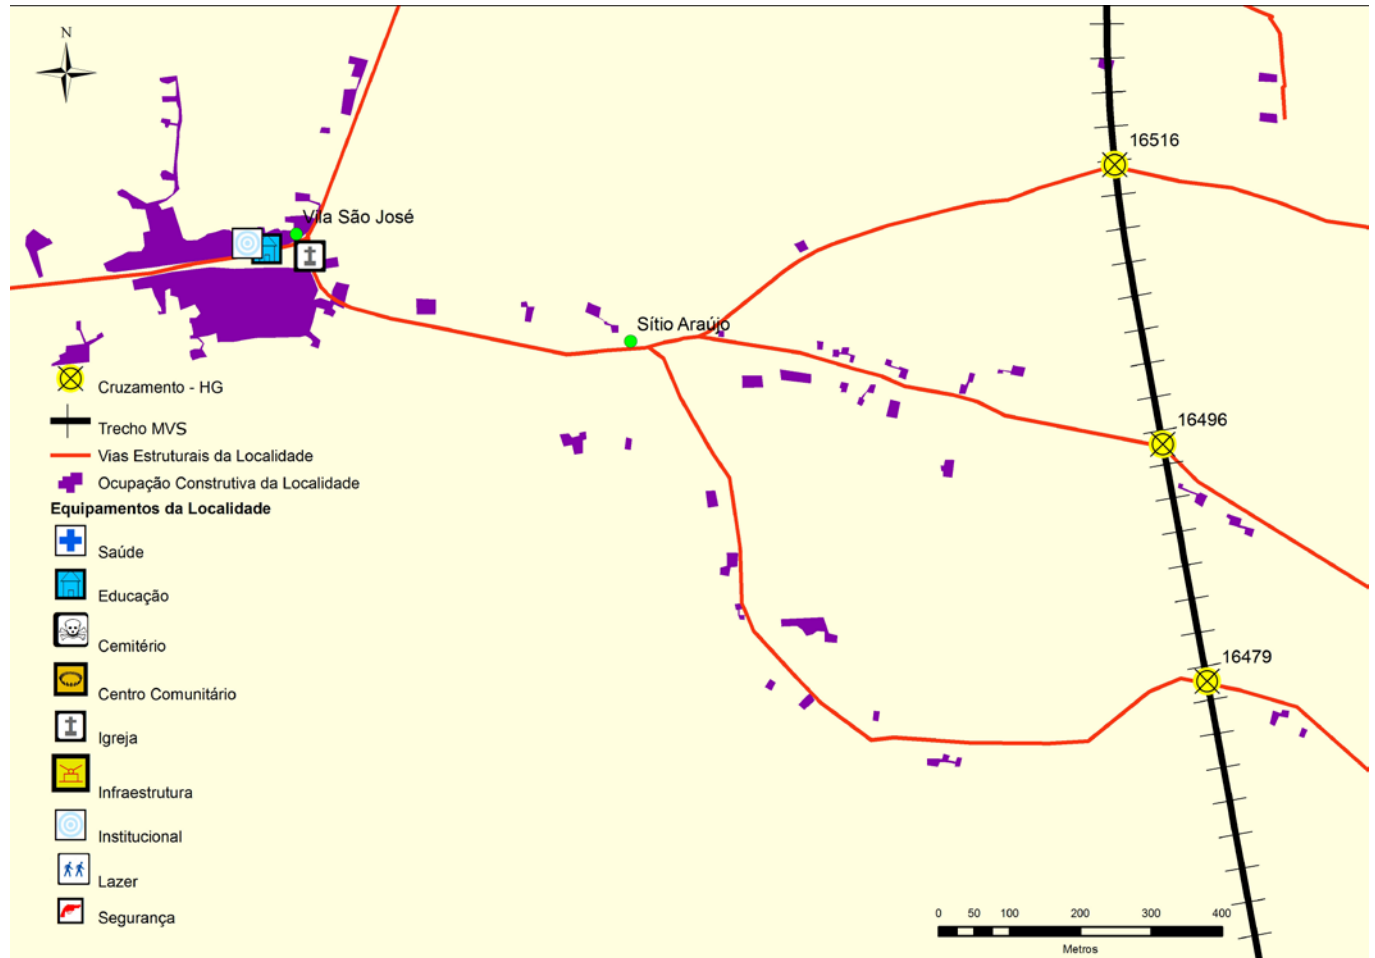 N
16516
Vila São José
Sítio Araújo
16496
16479
Cruzamento - HG
Trecho MVS
Vias Estruturais da Localidade
Ocupação Construtiva da Localidade
Equipamentos da Localidade
Saúde
Educação
Cemitério
Centro Comunitário
Igreja
Infraestrutura
Institucional
Lazer
Segurança
0 50 100 200 300 400
Metros